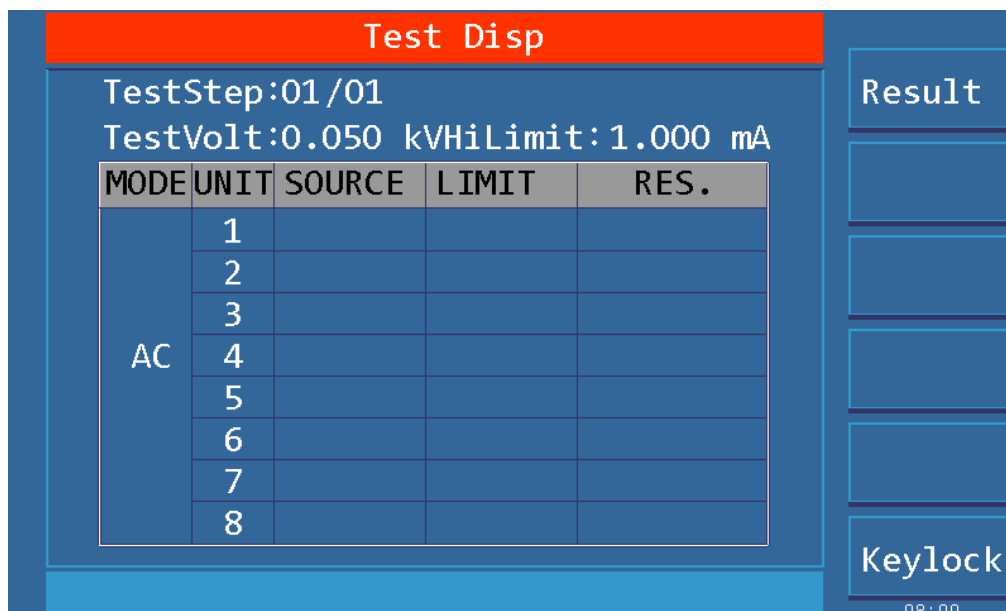 Test Disp
TestStep:01/01
TestVolt:0.050 kVHiLimit:1.000 mA
MODE UNIT SOURCE LIMIT RES.
1
2
3
AC 4
5
6
7
8
Result
Keylock